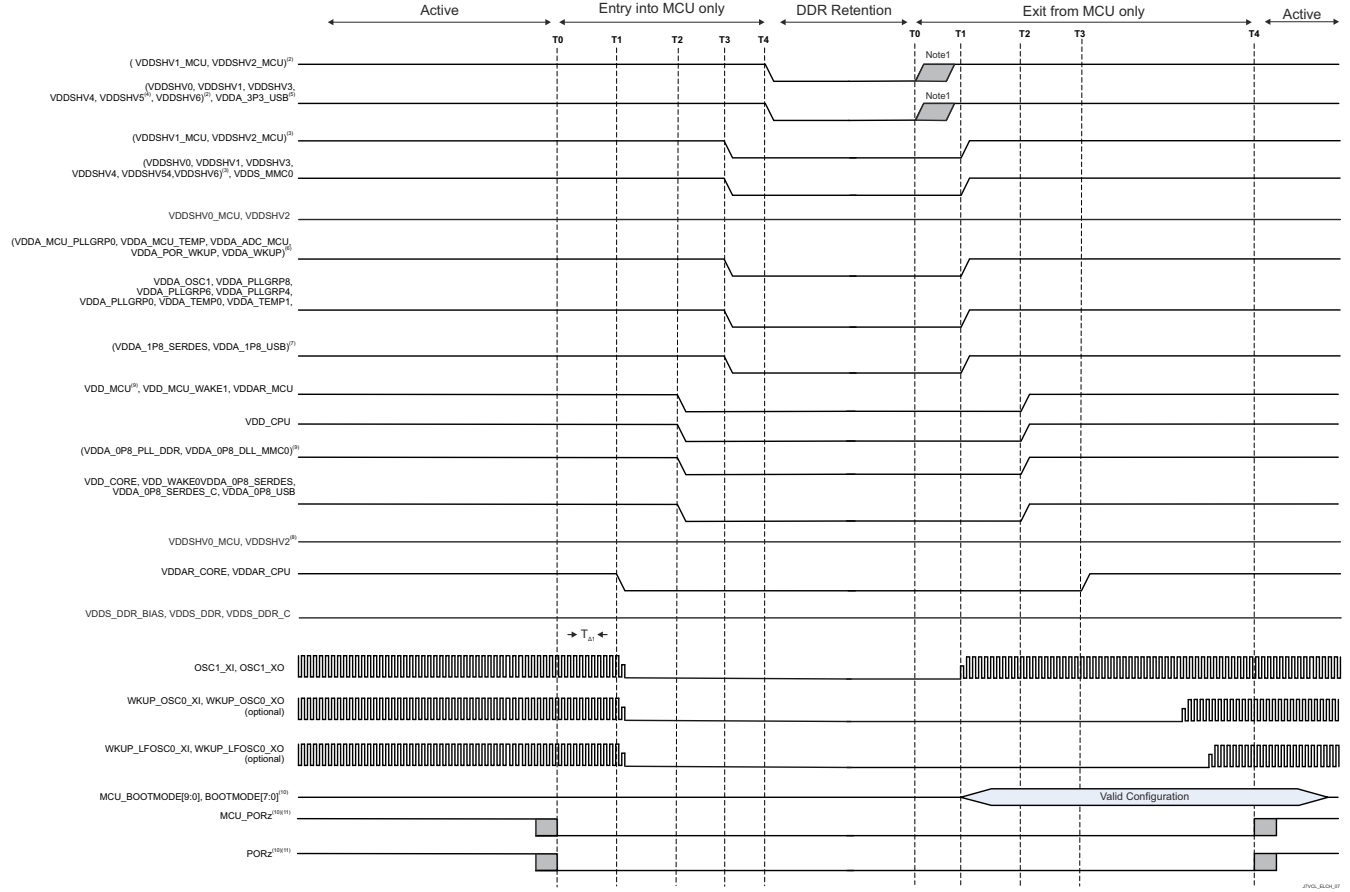 Active Entry into MCU only DDR Retention Exit from MCU only Active
T0 T1 T2 T3 T4 T0 T1 T2 T3 T4
( VDDSHV1_MCU, VDDSHV2_MCU)(2)
Note1
(VDDSHV0, VDDSHV1, VDDSHV3,
VDDSHV4, VDDSHV5(4), VDDSHV6)(2), VDDA_3P3_USB(5)
Note1
(VDDSHV1_MCU, VDDSHV2_MCU)(3)
(VDDSHV0, VDDSHV1, VDDSHV3,
VDDSHV4, VDDSHV54,VDDSHV6)(3), VDDS_MMC0
VDDSHV0_MCU, VDDSHV2
(VDDA_MCU_PLLGRP0, VDDA_MCU_TEMP, VDDA_ADC_MCU,
VDDA_POR_WKUP, VDDA_WKUP)(6)
VDDA_OSC1, VDDA_PLLGRP8,
VDDA_PLLGRP6, VDDA_PLLGRP4,
VDDA_PLLGRP0, VDDA_TEMP0, VDDA_TEMP1,
(VDDA_1P8_SERDES, VDDA_1P8_USB)(7)
VDD_MCU(9), VDD_MCU_WAKE1, VDDAR_MCU
VDD_CPU
(VDDA_0P8_PLL_DDR, VDDA_0P8_DLL_MMC0)(9)
VDD_CORE, VDD_WAKE0VDDA_0P8_SERDES,
VDDA_0P8_SERDES_C, VDDA_0P8_USB
VDDSHV0_MCU, VDDSHV2(8)
VDDAR_CORE, VDDAR_CPU
VDDS_DDR_BIAS, VDDS_DDR, VDDS_DDR_C
TΔ1
OSC1_XI, OSC1_XO
WKUP_OSC0_XI, WKUP_OSC0_XO
(optional)
WKUP_LFOSC0_XI, WKUP_LFOSC0_XO
(optional)
MCU_BOOTMODE[9:0], BOOTMODE[7:0](10)
Valid Configuration
MCU_PORz(10)(11)
PORz(10)(11)
J7VCL_ELCH_07